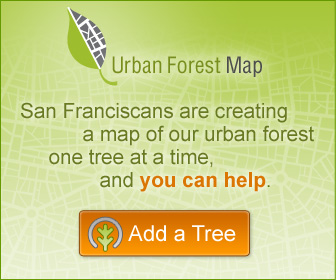 Urban Forest Map
San Franciscans are creating
a map of our urban forest
one tree at a time,
and you can help.
Add a Tree